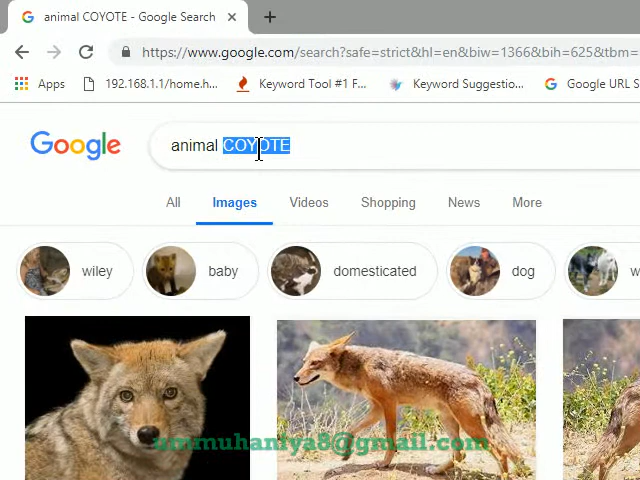 animal COYOTE - Google Search
https://www.google.com/search?safe=strict&hl=en&biw=1366&bih=625&tbm=
Apps 192.168.1.1/home.h... Keyword Tool #1 F... Keyword Suggestio... Google URL S
Google animal COYOTE
All Images Videos Shopping News More
wiley baby domesticated dog w
ummuhaniya8@gmail.com